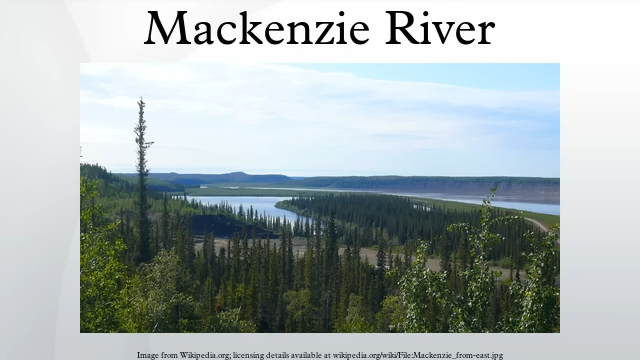 Mackenzie River
Image from Wikipedia.org; licensing details available at wikipedia.org/wiki/File:Mackenzie_from-east.jpg